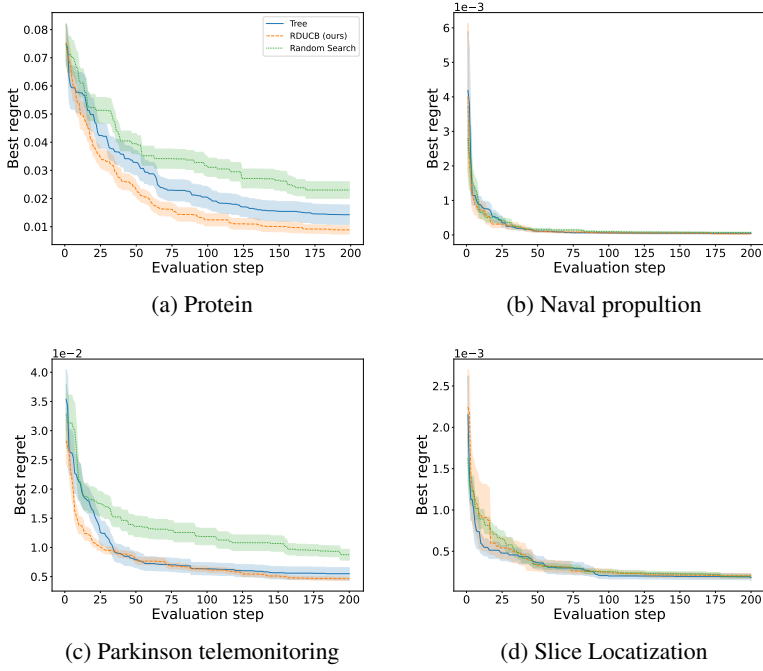 Tree
RDUCB (ours)
Random Search
0.08
0.07
0.06
0.05
0.04
0.03
0.02
0.01
Best regret
0 25 50 75 100 125 150 175 200
Evaluation step
(a) Protein
1e−3
6
5
4
3
2
1
0
Best regret
0 25 50 75 100 125 150 175 200
Evaluation step
(b) Naval propultion
1e−2
4.0
3.5
3.0
2.5
2.0
1.5
1.0
0.5
Best regret
0 25 50 75 100 125 150 175 200
Evaluation step
(c) Parkinson telemonitoring
1e−3
2.5
2.0
1.5
1.0
0.5
Best regret
0 25 50 75 100 125 150 175 200
Evaluation step
(d) Slice Locatization